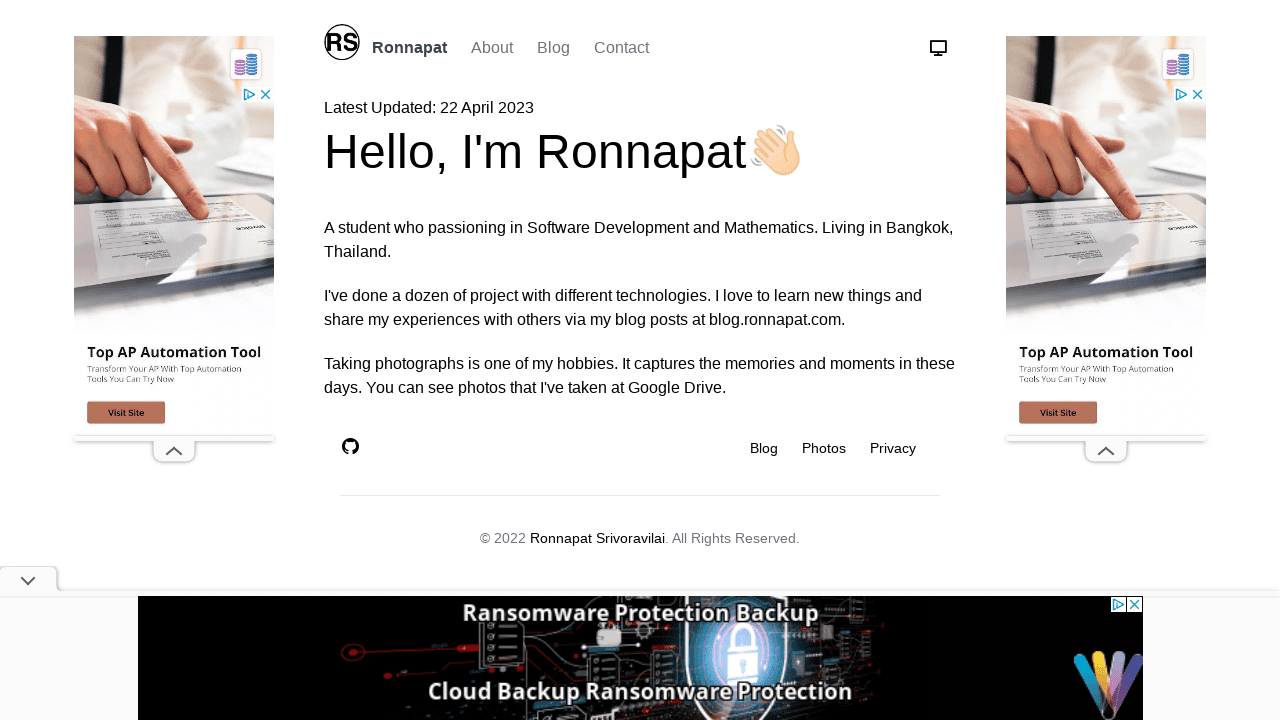 RS Ronnapat About Blog Contact
Latest Updated: 22 April 2023
Hello, I'm Ronnapat
A student who passioning in Software Development and Mathematics. Living in Bangkok,
Thailand.
I've done a dozen of project with different technologies. I love to learn new things and
share my experiences with others via my blog posts at blog.ronnapat.com.
Taking photographs is one of my hobbies. It captures the memories and moments in these
days. You can see photos that I've taken at Google Drive.
Blog Photos Privacy
© 2022 Ronnapat Srivoravilai. All Rights Reserved.
Invoice
Top AP Automation Tool
Transform Your AP With Top Automation
Tools You Can Try Now
Visit Site
Invoice
Top AP Automation Tool
Transform Your AP With Top Automation
Tools You Can Try Now
Visit Site
Ransomware Protection Backup
Cloud Backup Ransomware Protection